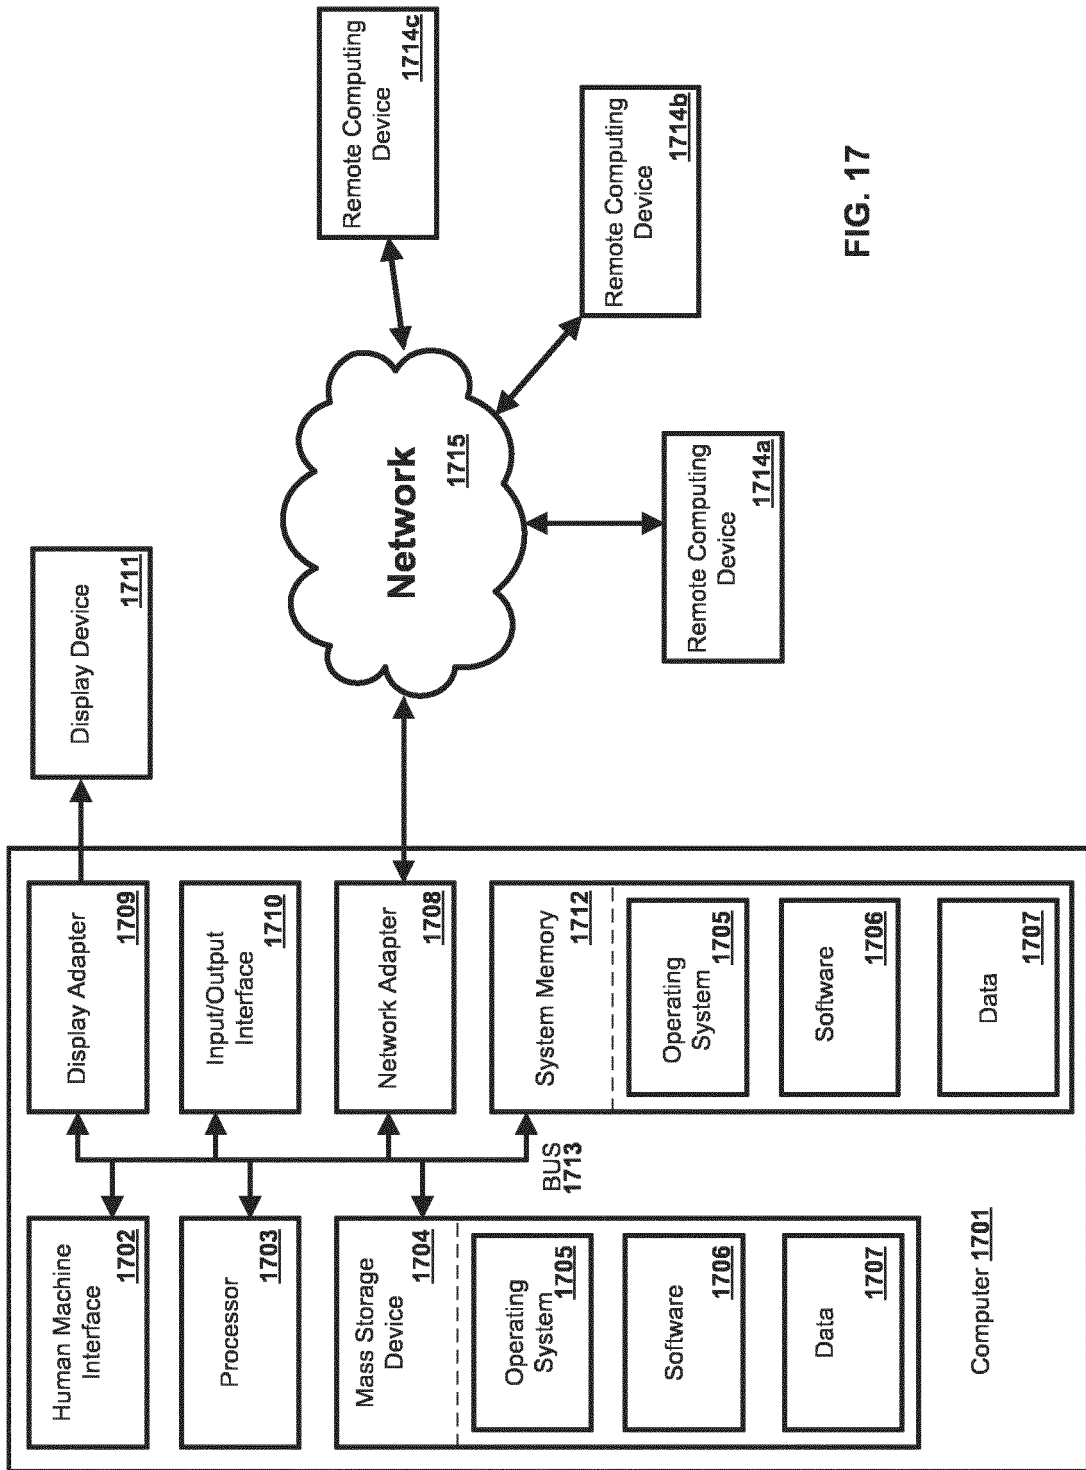 Human Machine
Interface
1702
Processor
1703
Mass Storage
Device
1704
Operating
System
1705
Software
1706
Data
1707
Computer 1701
BUS
1713
Display Adapter
1709
Input/Output
Interface
1710
Network Adapter
1708
System Memory
1712
Operating
System
1705
Software
1706
Data
1707
Display Device
1711
Network
1715
Remote Computing
Device
1714a
Remote Computing
Device
1714b
Remote Computing
Device
1714c
FIG. 17